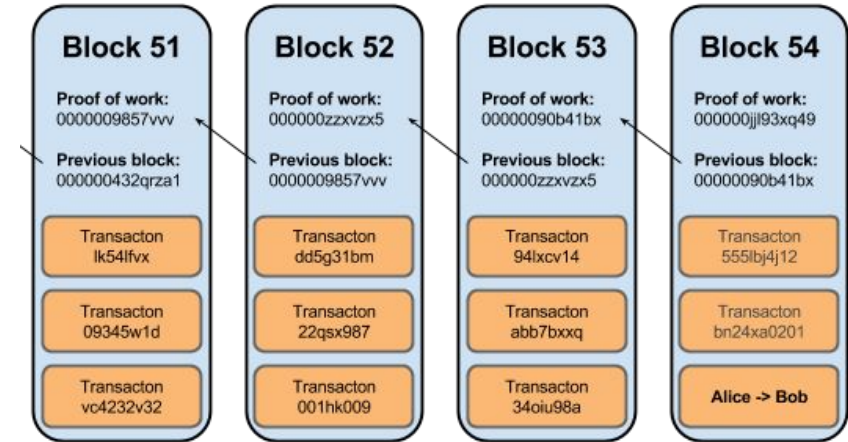 Block 51
Proof of work:
0000009857vvv
Previous block:
000000432qrza1
Transacton
lk54lfvx
Transacton
09345w1d
Transacton
vc4232v32
Block 52
Proof of work:
000000zzxvzx5
Previous block:
0000009857vvv
Transacton
dd5g31bm
Transacton
22qsx987
Transacton
001hk009
Block 53
Proof of work:
00000090b41bx
Previous block:
000000zzxvzx5
Transacton
94lxcv14
Transacton
abb7bxxq
Transacton
34oiu98a
Block 54
Proof of work:
000000jjl93xq49
Previous block:
00000090b41bx
Transacton
555lbj4j12
Transacton
bn24xa0201
Alice -> Bob